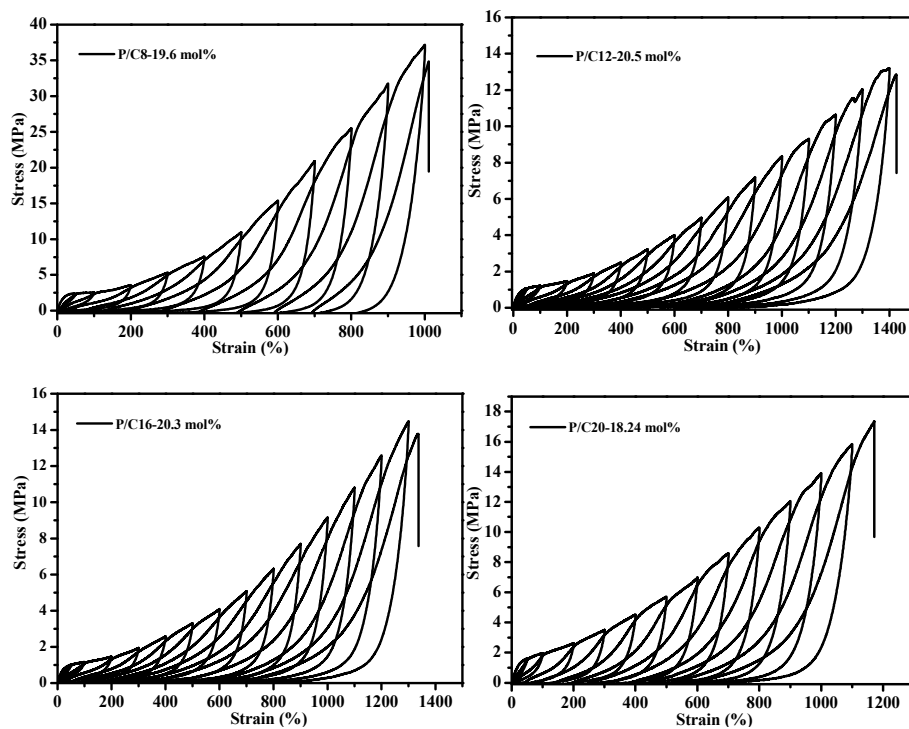 40
35
30
25
20
15
10
5
0
Stress (MPa)
P/C8-19.6 mol%
0 200 400 600 800 1000
Strain (%)
16
14
12
10
8
6
4
2
0
Stress (MPa)
P/C12-20.5 mol%
0 200 400 600 800 1000 1200 1400
Strain (%)
16
14
12
10
8
6
4
2
0
Stress (MPa)
P/C16-20.3 mol%
0 200 400 600 800 1000 1200 1400
Strain (%)
18
16
14
12
10
8
6
4
2
0
Stress (MPa)
P/C20-18.24 mol%
0 200 400 600 800 1000 1200
Strain (%)